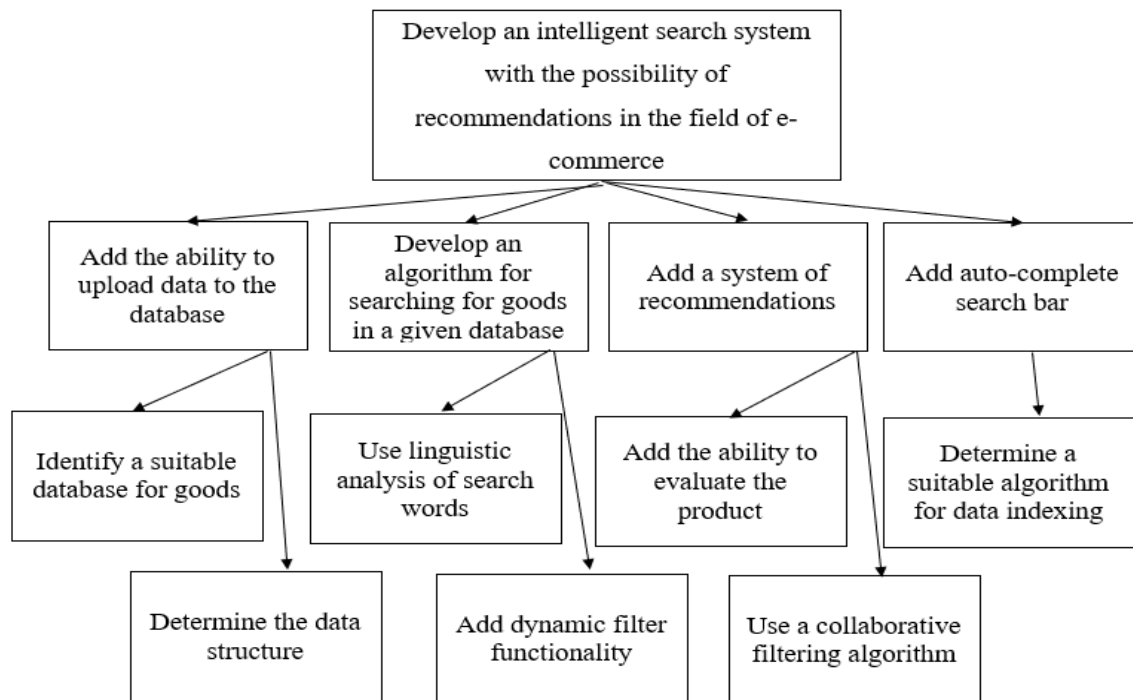 Develop an intelligent search system
with the possibility of
recommendations in the field of e-
commerce
Add the ability to
upload data to the
database
Develop an
algorithm for
searching for goods
in a given database
Add a system of
recommendations
Add auto-complete
search bar
Identify a suitable
database for goods
Use linguistic
analysis of search
words
Add the ability to
evaluate the
product
Determine a
suitable algorithm
for data indexing
Determine the data
structure
Add dynamic filter
functionality
Use a collaborative
filtering algorithm